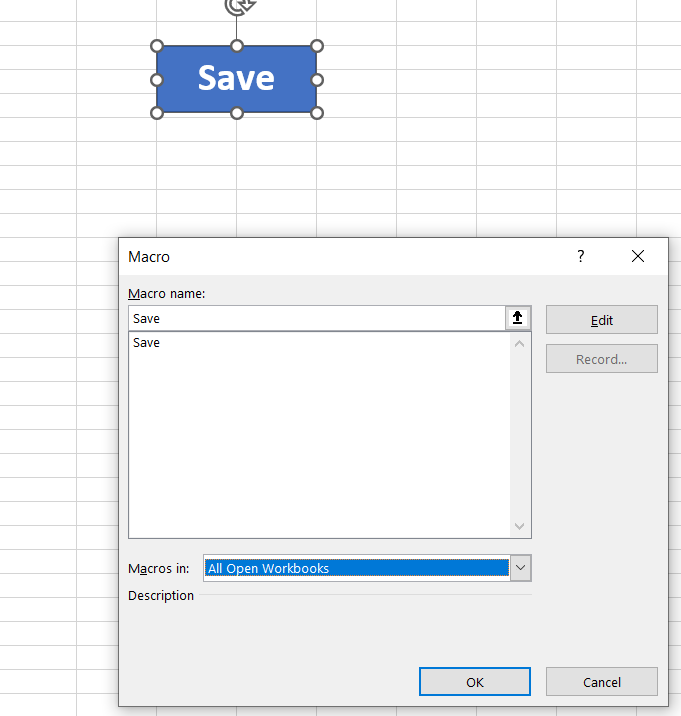 Save
Macro
?
Macro name:
Save
Edit
Save
Record...
Macros in:
All Open Workbooks
Description
OK
Cancel